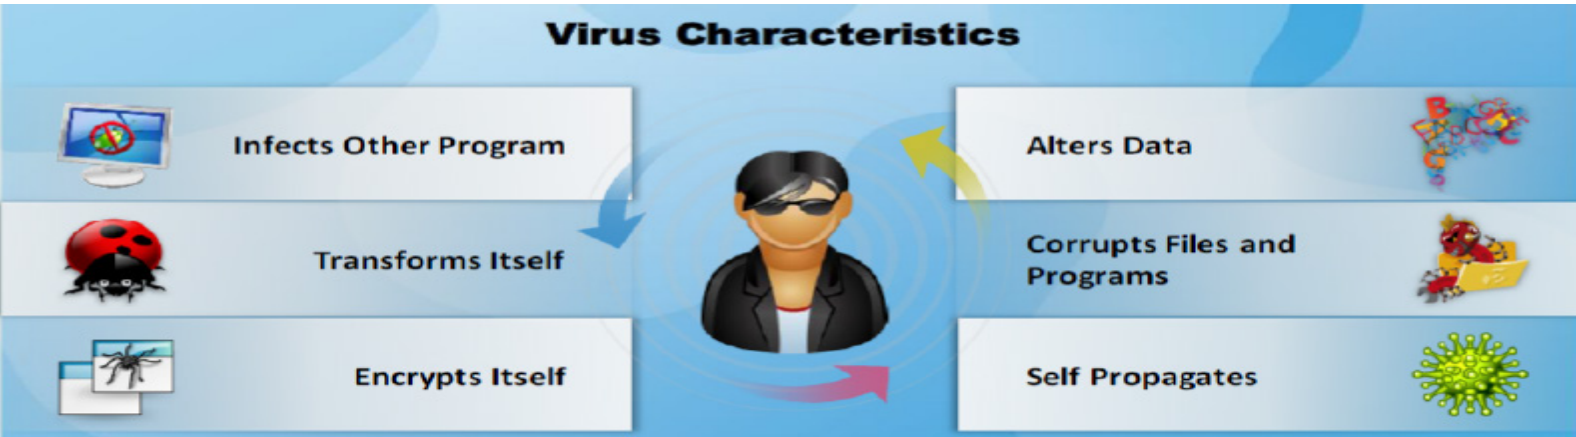 Virus Characteristics
Infects Other Program
Transforms Itself
Encrypts Itself
Alters Data
Corrupts Files and
Programs
Self Propagates